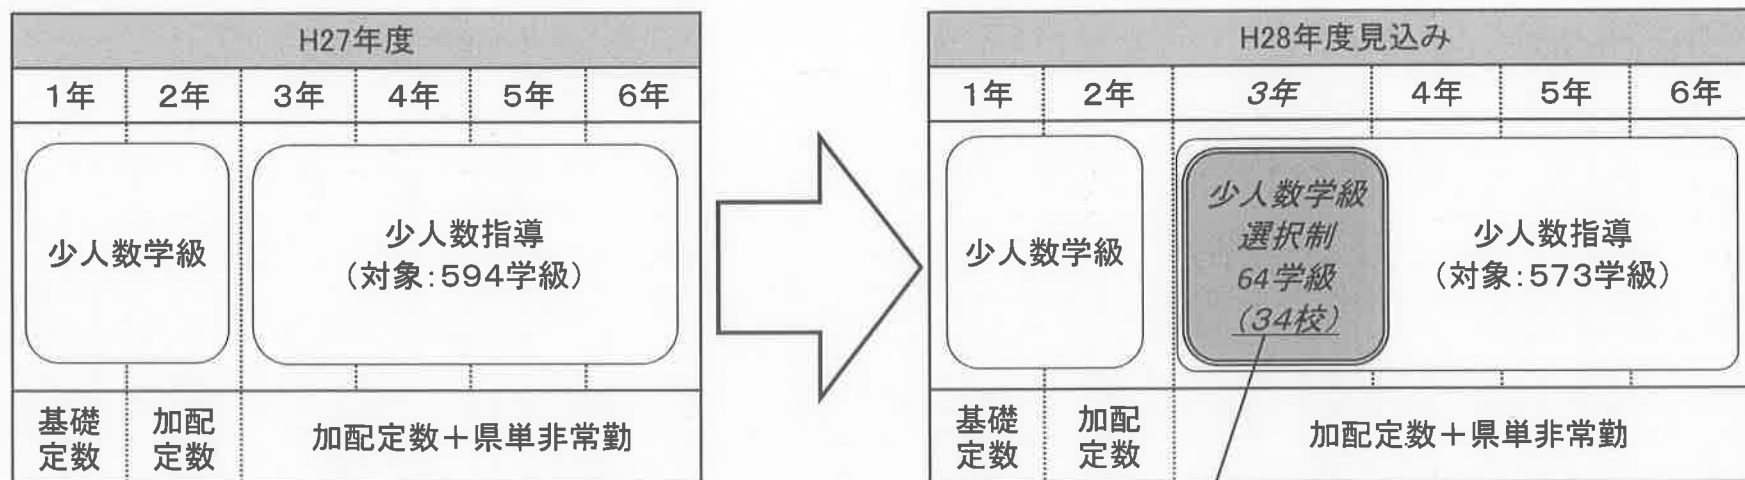 H27年度
1年 2年 3年 4年 5年 6年
少人数学級
少人数指導
(対象:594学級)
基礎
定数
加配
定数
加配定数+県単非常勤
H28年度見込み
1年 2年 3年 4年 5年 6年
少人数学級
少人数学級
選択制
64学級
(34校)
少人数指導
(対象:573学級)
基礎
定数
加配
定数
加配定数+県単非常勤